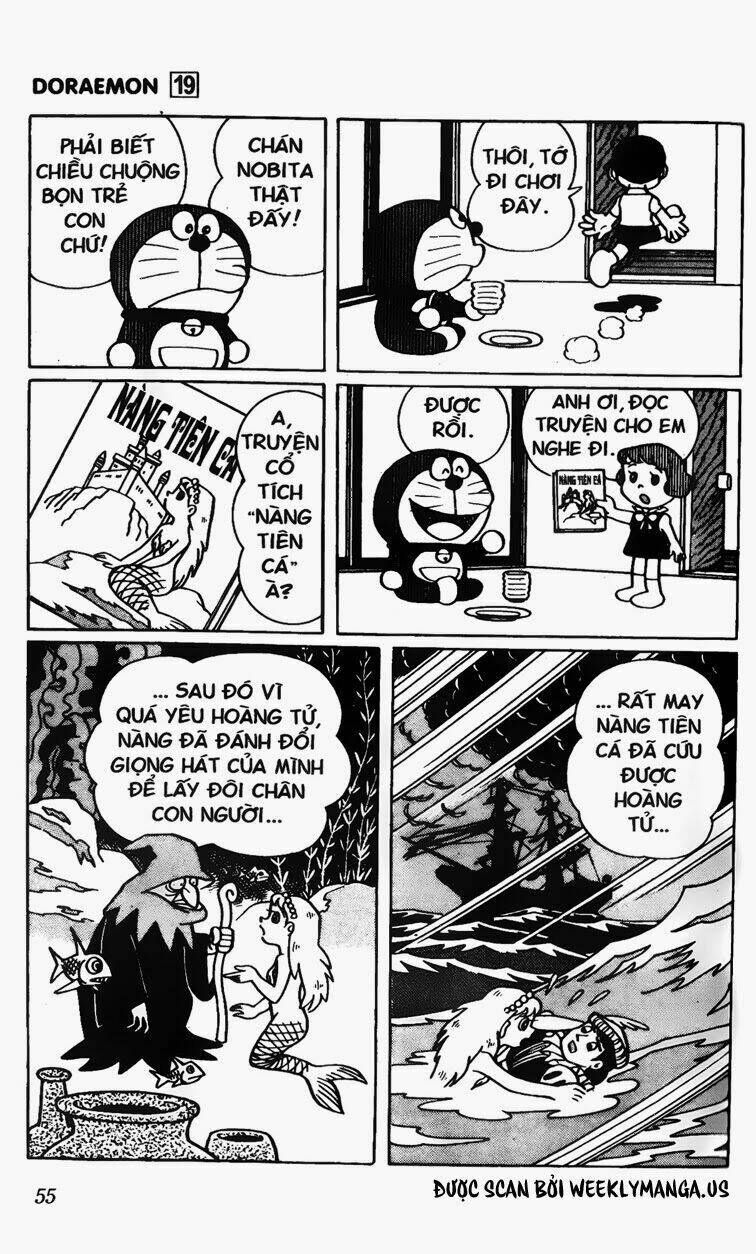 DORAEMON 19
THÔI, TỚ
ĐI CHƠI
ĐÂY.
CHÁN
NOBITA
THẬT
ĐẤY!
PHẢI BIẾT
CHIỀU CHUỘNG
BỌN TRẺ
CON
CHỨ!
ANH ƠI, ĐỌC
TRUYỆN CHO EM
NGHE ĐI.
NÀNG TIÊN CÁ
ĐƯỢC
RỒI.
A,
TRUYỆN
CỔ
TÍCH
"NÀNG
TIÊN
CÁ"
À?
NÀNG TIÊN CÁ
... RẤT MAY
NÀNG TIÊN
CÁ ĐÃ CỨU
ĐƯỢC
HOÀNG
TỬ...
... SAU ĐÓ VÌ
QUÁ YÊU HOÀNG TỬ,
NÀNG ĐÃ ĐÁNH ĐỔI
GIỌNG HÁT CỦA MÌNH
ĐỂ LẤY ĐÔI CHÂN
CON NGƯỜI...
55
ĐƯỢC SCAN BỞI WEEKLYMANGA.US